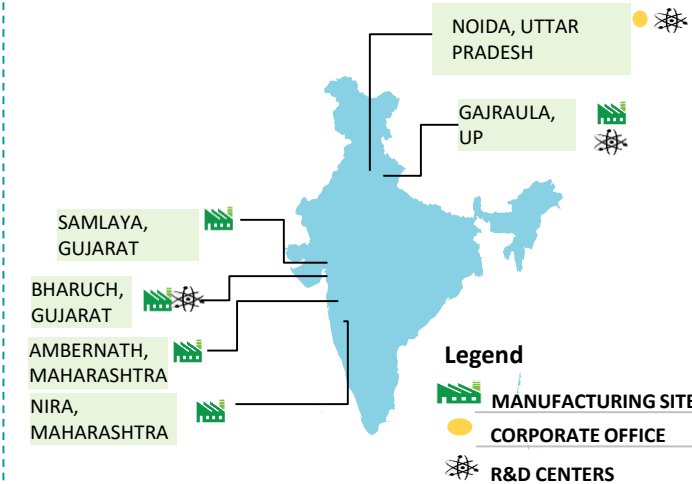 NOIDA, UTTAR
PRADESH
GAJRAULA,
UP
SAMLAYA,
GUJARAT
BHARUCH,
GUJARAT
AMBERNATH,
MAHARASHTRA
NIRA,
MAHARASHTRA
Legend
MANUFACTURING SITE
CORPORATE OFFICE
R&D CENTERS